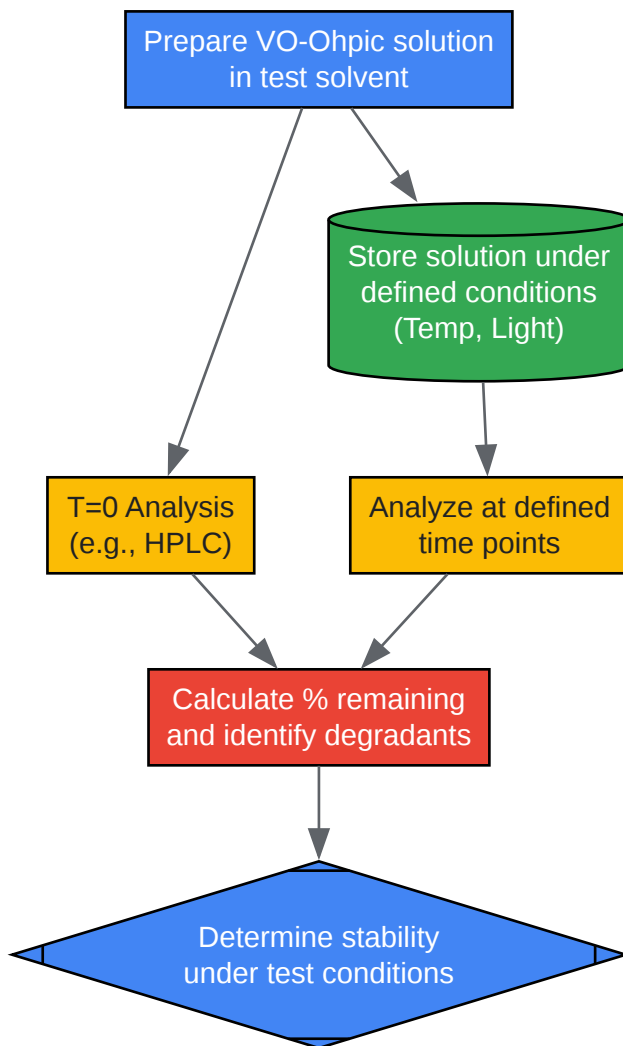 Prepare VO-Ohpic solution
in test solvent
Store solution under
defined conditions
(Temp, Light)
T=0 Analysis
(e.g., HPLC)
Analyze at defined
time points
Calculate % remaining
and identify degradants
Determine stability
under test conditions